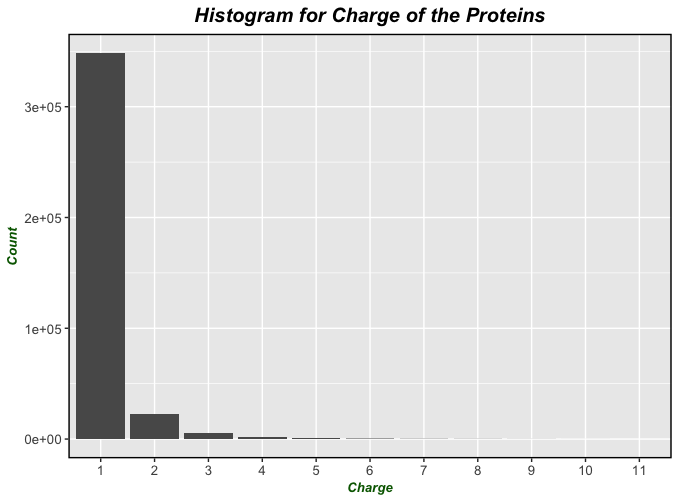 Histogram for Charge of the Proteins
3e+05
2e+05
1e+05
0e+00
Count
1 2 3 4 5 6 7 8 9 10 11
Charge